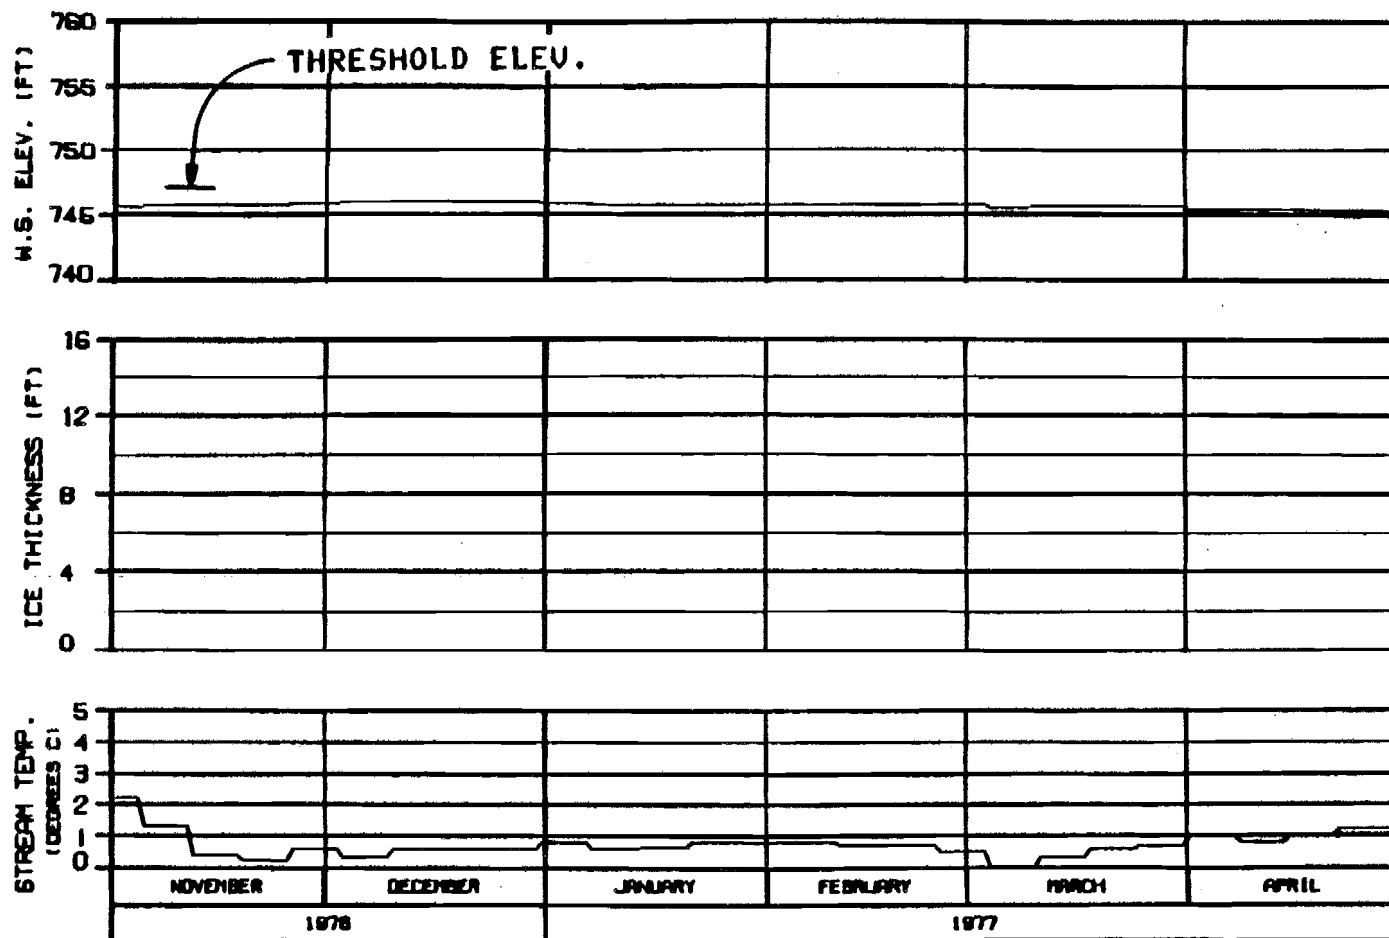 760
THRESHOLD ELEV.
755
750
745
740
W.S. ELEV. (FT)
16
12
8
4
0
ICE THICKNESS (FT)
5
4
3
2
1
0
STREAM TEMP.
(DEGREES C)
NOVEMBER DECEMBER JANUARY FEBRUARY MARCH APRIL
1976 1977